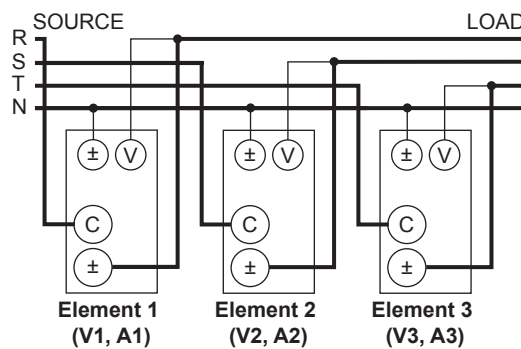 SOURCE LOAD
R
S
T
N
± V ± V ± V
C C C
± ± ±
Element 1 Element 2 Element 3
(V1, A1) (V2, A2) (V3, A3)